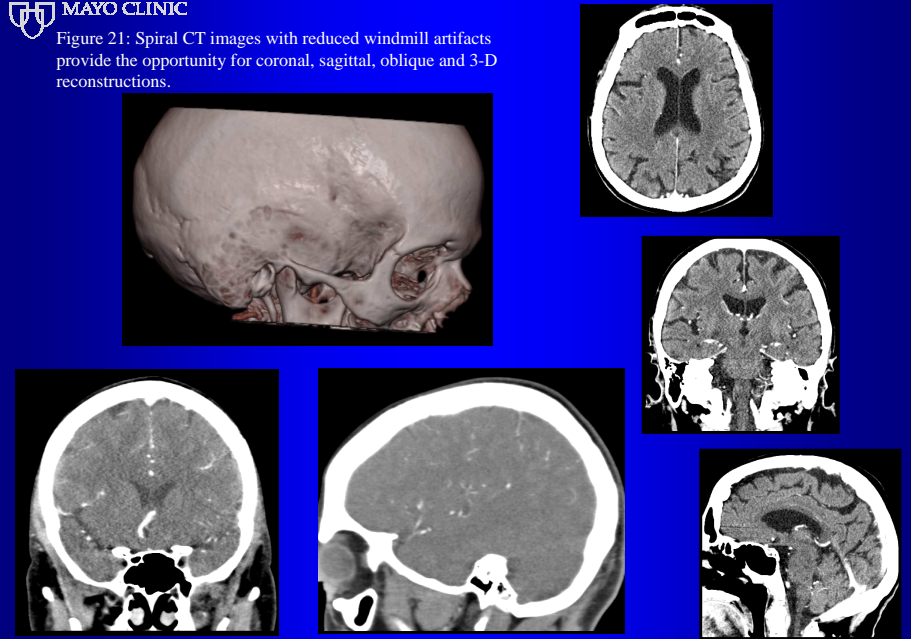 MAYO CLINIC
Figure 21: Spiral CT images with reduced windmill artifacts
provide the opportunity for coronal, sagittal, oblique and 3-D
reconstructions.